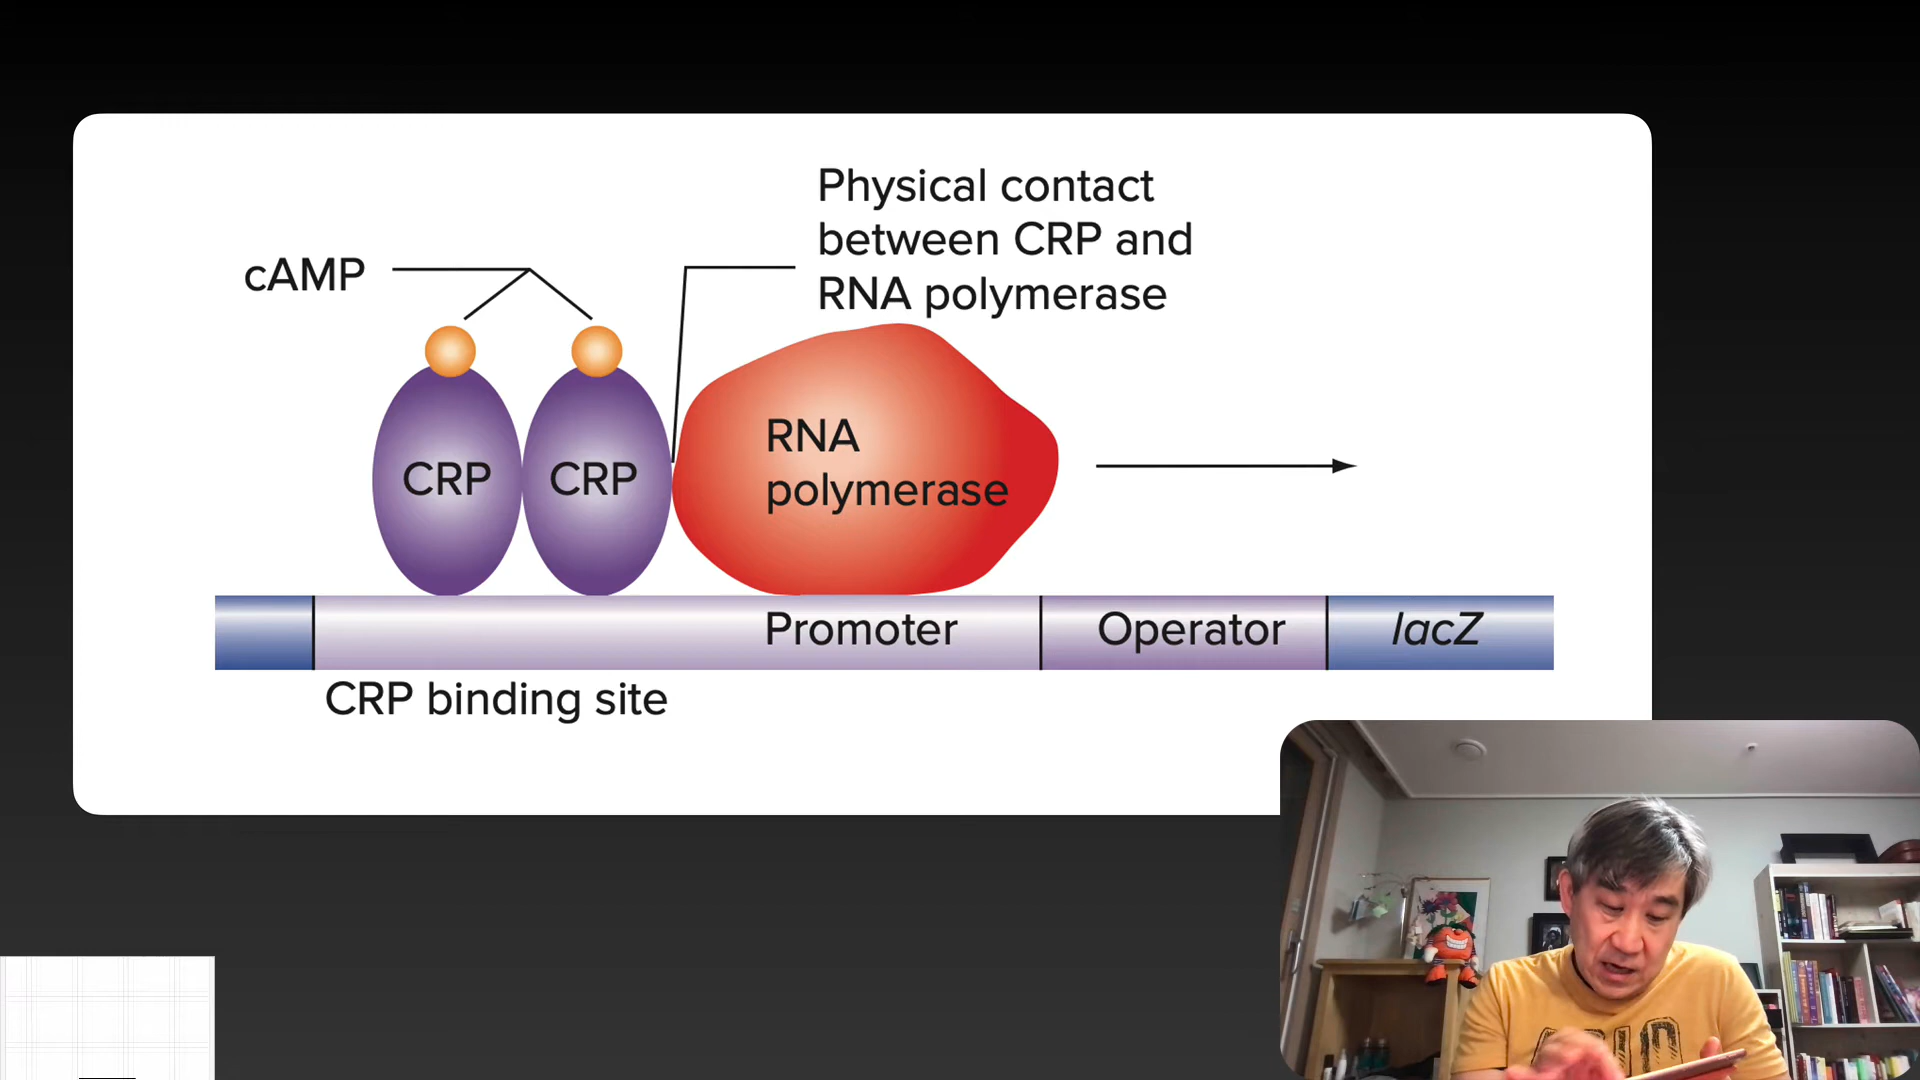 Physical contact
between CRP and
RNA polymerase
cAMP
CRP
CRP
RNA
polymerase
Promoter
Operator
lacZ
CRP binding site